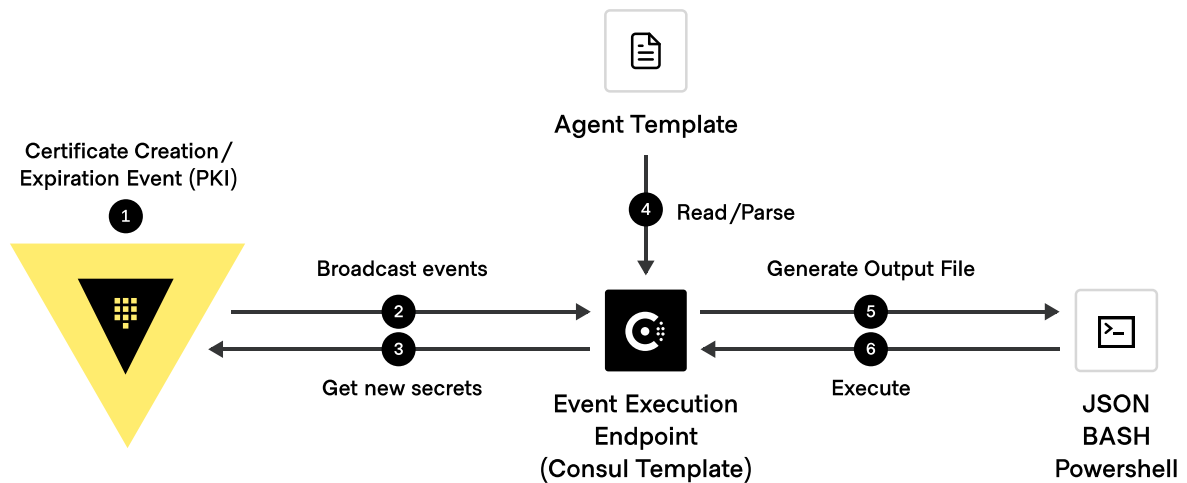 Agent Template
Certificate Creation/
Expiration Event (PKI)
1
4
Read/Parse
Broadcast events
2
3
Get new secrets
Generate Output File
5
6
Execute
>-
Event Execution
Endpoint
(Consul Template)
JSON
BASH
Powershell